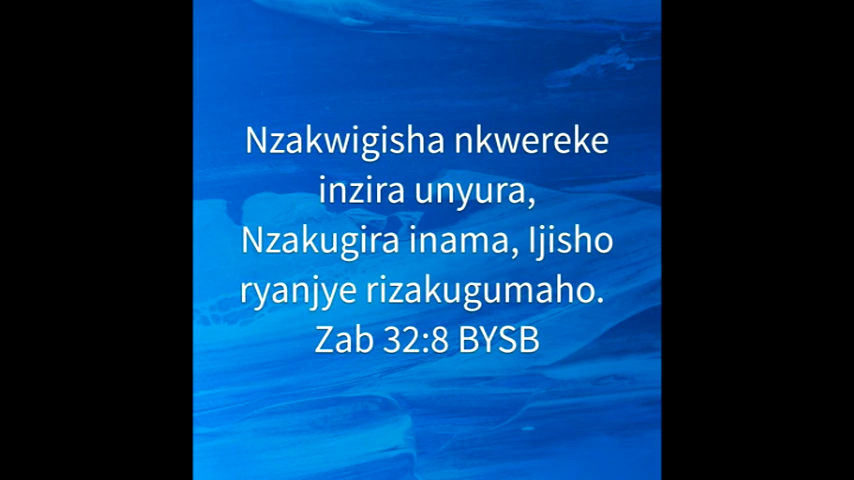 Nzakwigisha nkwereke
inzira unyura,
Nzakugira inama, Ijisho
ryanjye rizakugumaho.
Zab 32:8 BYSB